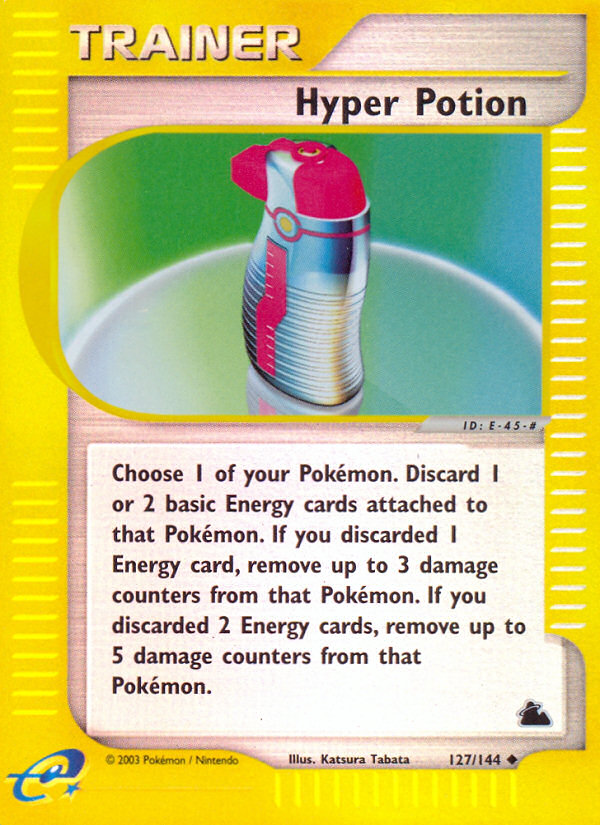 TRAINER
Hyper Potion
ID: E-45-#
Choose 1 of your Pokémon. Discard 1
or 2 basic Energy cards attached to
that Pokémon. If you discarded 1
Energy card, remove up to 3 damage
counters from that Pokémon. If you
discarded 2 Energy cards, remove up to
5 damage counters from that
Pokémon.
© 2003 Pokémon / Nintendo Illus. Katsura Tabata 127/144 ◆